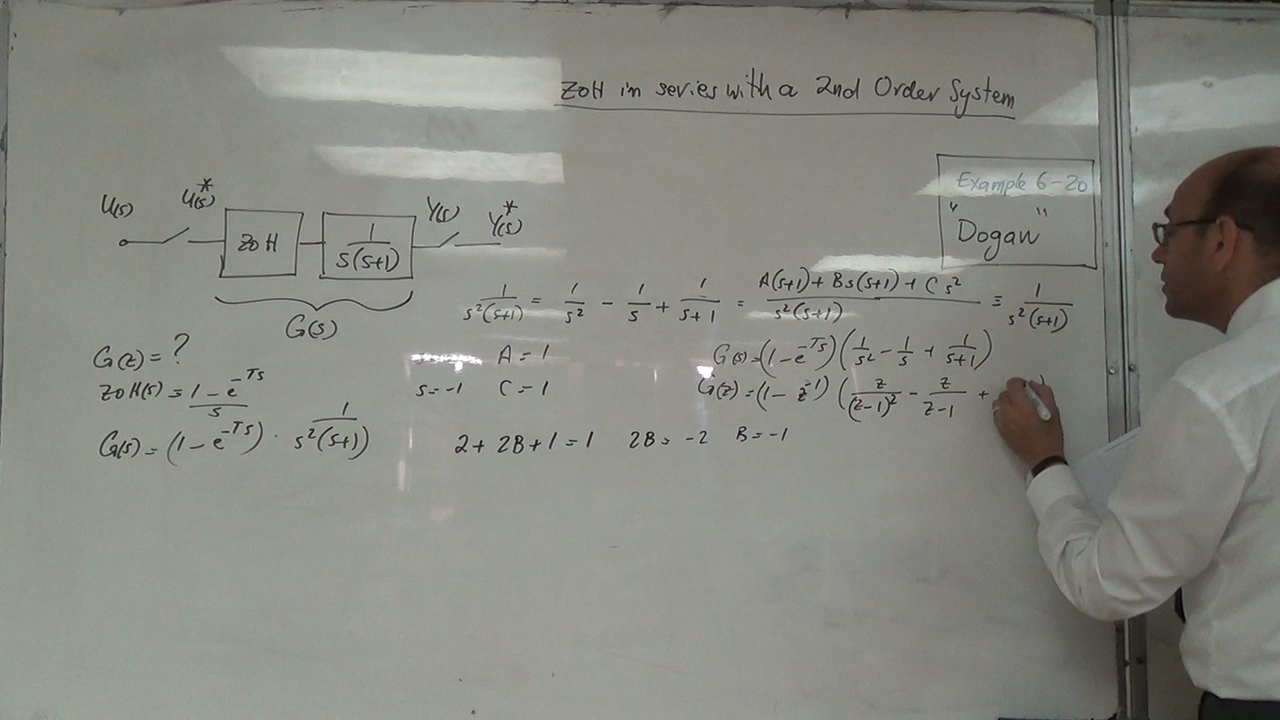 ZOH in series with a 2nd Order System
Example 6-20
"Dogan"
U(s) U(s)* ZOH 1/(s(s+1)) Y(s) Y(s)*
G(s)
G(z) = ?
ZOH(s) = (1 - e^-Ts)/s
G(s) = (1 - e^-Ts) · 1/(s²(s+1))
1/(s²(s+1)) = 1/s² - 1/s + 1/(s+1) = (A(s+1) + Bs(s+1) + Cs²)/(s²(s+1)) ≡ 1/(s²(s+1))
A = 1
s = -1 C = 1
2 + 2B + 1 = 1 2B = -2 B = -1
G(s) = (1 - e^-Ts) (1/s² - 1/s + 1/(s+1))
G(z) = (1 - z^-1) (z/(z-1)² - z/(z-1) +